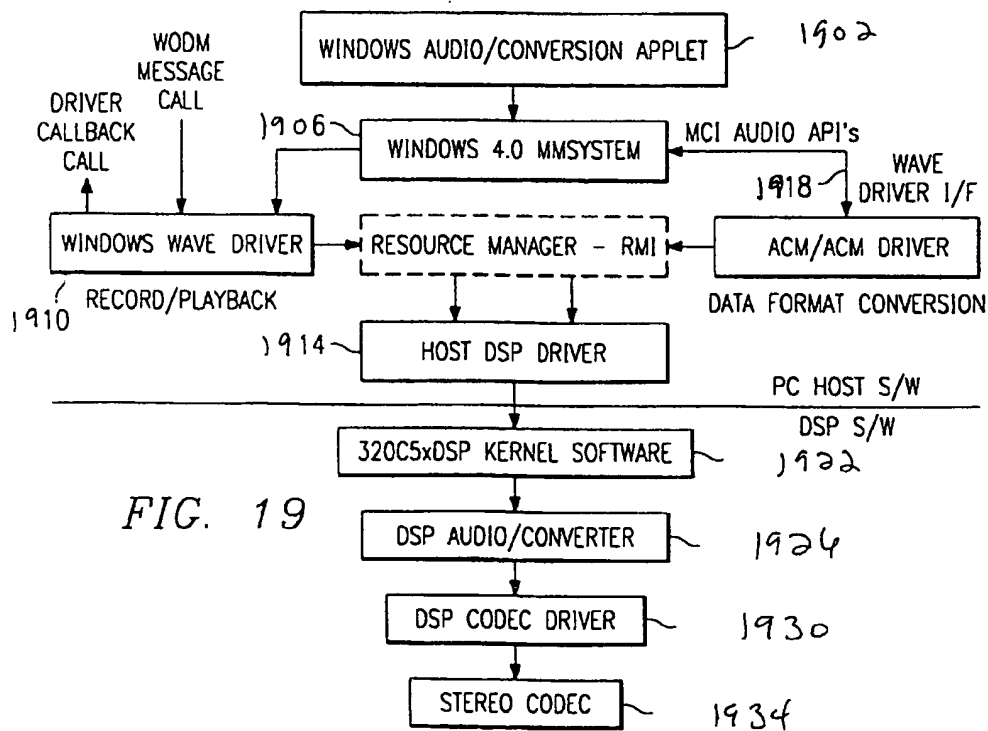 WINDOWS AUDIO/CONVERSION APPLET
1902
WODM
MESSAGE
CALL
DRIVER
CALLBACK
CALL
1906
WINDOWS 4.0 MMSYSTEM
MCI AUDIO API's
1918
WAVE
DRIVER I/F
WINDOWS WAVE DRIVER
RESOURCE MANAGER - RMI
ACM/ACM DRIVER
1910
RECORD/PLAYBACK
DATA FORMAT CONVERSION
1914
HOST DSP DRIVER
PC HOST S/W
DSP S/W
320C5xDSP KERNEL SOFTWARE
1922
FIG. 19
DSP AUDIO/CONVERTER
1926
DSP CODEC DRIVER
1930
STEREO CODEC
1934